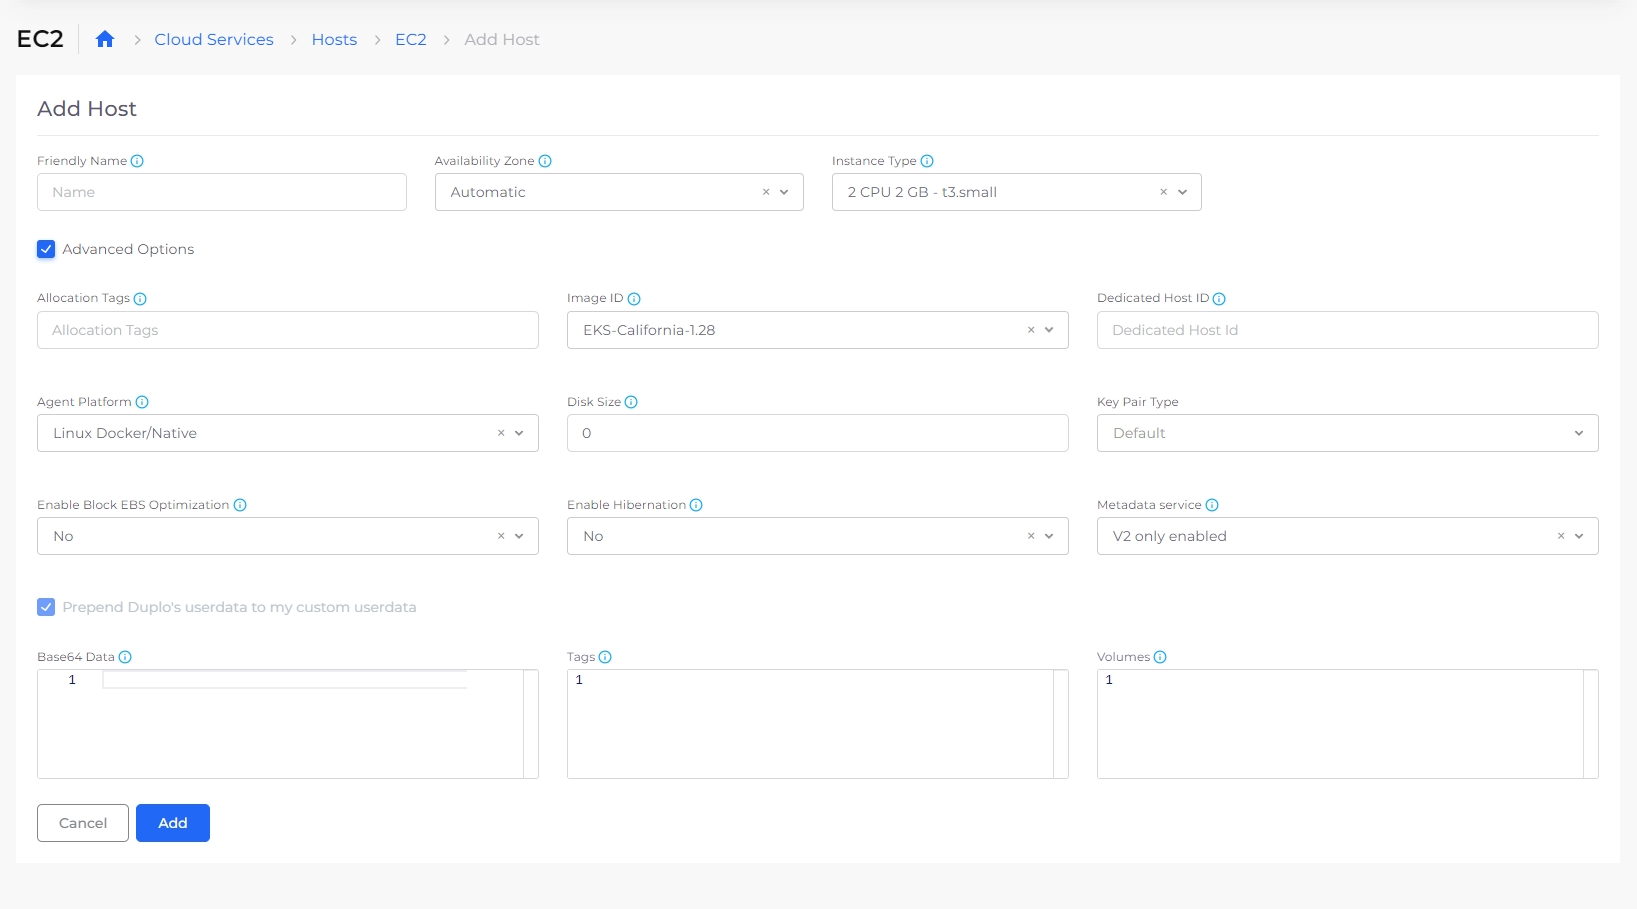 EC2
Cloud Services > Hosts > EC2 > Add Host
Add Host
Friendly Name
Availability Zone
Instance Type
Name
Automatic
2 CPU 2 GB - t3.small
Advanced Options
Allocation Tags
Image ID
Dedicated Host ID
Allocation Tags
EKS-California-1.28
Dedicated Host Id
Agent Platform
Disk Size
Key Pair Type
Linux Docker/Native
0
Default
Enable Block EBS Optimization
Enable Hibernation
Metadata service
No
No
V2 only enabled
Prepend Duplo's userdata to my custom userdata
Base64 Data
Tags
Volumes
1
1
1
Cancel
Add